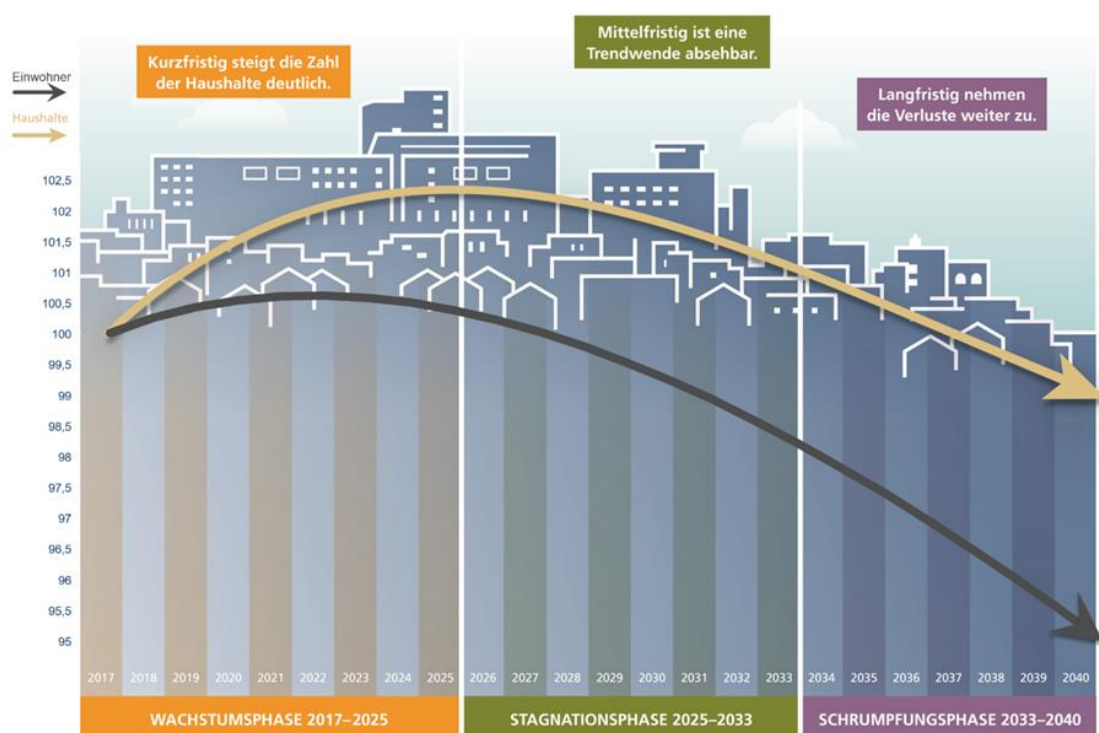 Kurzfristig steigt die Zahl
der Haushalte deutlich.
Mittelfristig ist eine
Trendwende absehbar.
Langfristig nehmen
die Verluste weiter zu.
Einwohner
Haushalte
102,5
102
101,5
101
100,5
100
99,5
99
98,5
98
97,5
97
96,5
96
95,5
95
2017 2018 2019 2020 2021 2022 2023 2024 2025 2026 2027 2028 2029 2030 2031 2032 2033 2034 2035 2036 2037 2038 2039 2040
WACHSTUMSPHASE 2017–2025
STAGNATIONSPHASE 2025–2033
SCHRUMPFUNGSPHASE 2033–2040